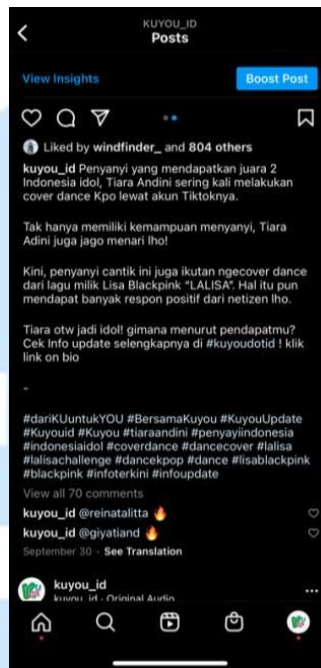 KUYOU_ID
Posts
View Insights
Boost Post
Liked by windfinder_ and 804 others
kuyou_id Penyanyi yang mendapatkan juara 2
Indonesia idol, Tiara Andini sering kali melakukan
cover dance Kpo lewat akun Tiktoknya.
Tak hanya memiliki kemampuan menyanyi, Tiara
Adini juga jago menari lho!
Kini, penyanyi cantik ini juga ikutan ngecover dance
dari lagu milik Lisa Blackpink “LALISA”. Hal itu pun
mendapat banyak respon positif dari netizen lho.
Tiara otw jadi idol! gimana menurut pendapatmu?
Cek Info update selengkapnya di #kuyoudotid ! klik
link on bio
-
#dariKUuntukYOU #BersamaKuyou #KuyouUpdate
#Kuyouid #Kuyou #tiaraandini #penyayiindonesia
#indonesiaidol #coverdance #dancecover #lalisa
#lalisachallenge #dancekpop #dance #lisablackpink
#blackpink #infoterkini #infoupdate
View all 70 comments
kuyou_id @reinatalitta 🔥
kuyou_id @giyatiand 🔥
September 30 · See Translation
kuyou_id
kuyou_id · Original Audio